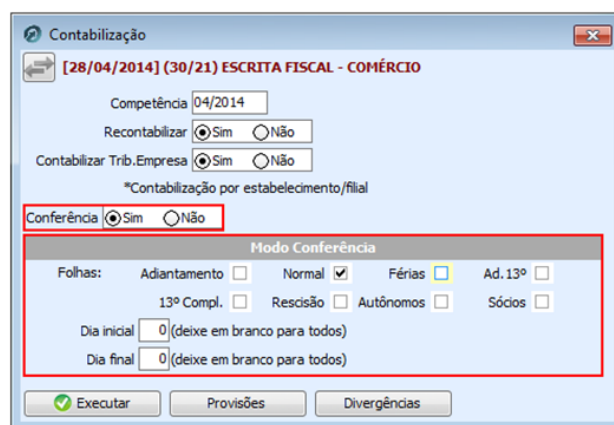 Contabilização
[28/04/2014] (30/21) ESCRITA FISCAL - COMÉRCIO
Competência 04/2014
Recontabilizar Sim Não
Contabilizar Trib.Empresa Sim Não
*Contabilização por estabelecimento/filial
Conferência Sim Não
Modo Conferência
Folhas: Adiantamento Normal Férias Ad.13º
13º Compl. Rescisão Autônomos Sócios
Dia inicial 0 (deixe em branco para todos)
Dia final 0 (deixe em branco para todos)
Executar Provisões Divergências